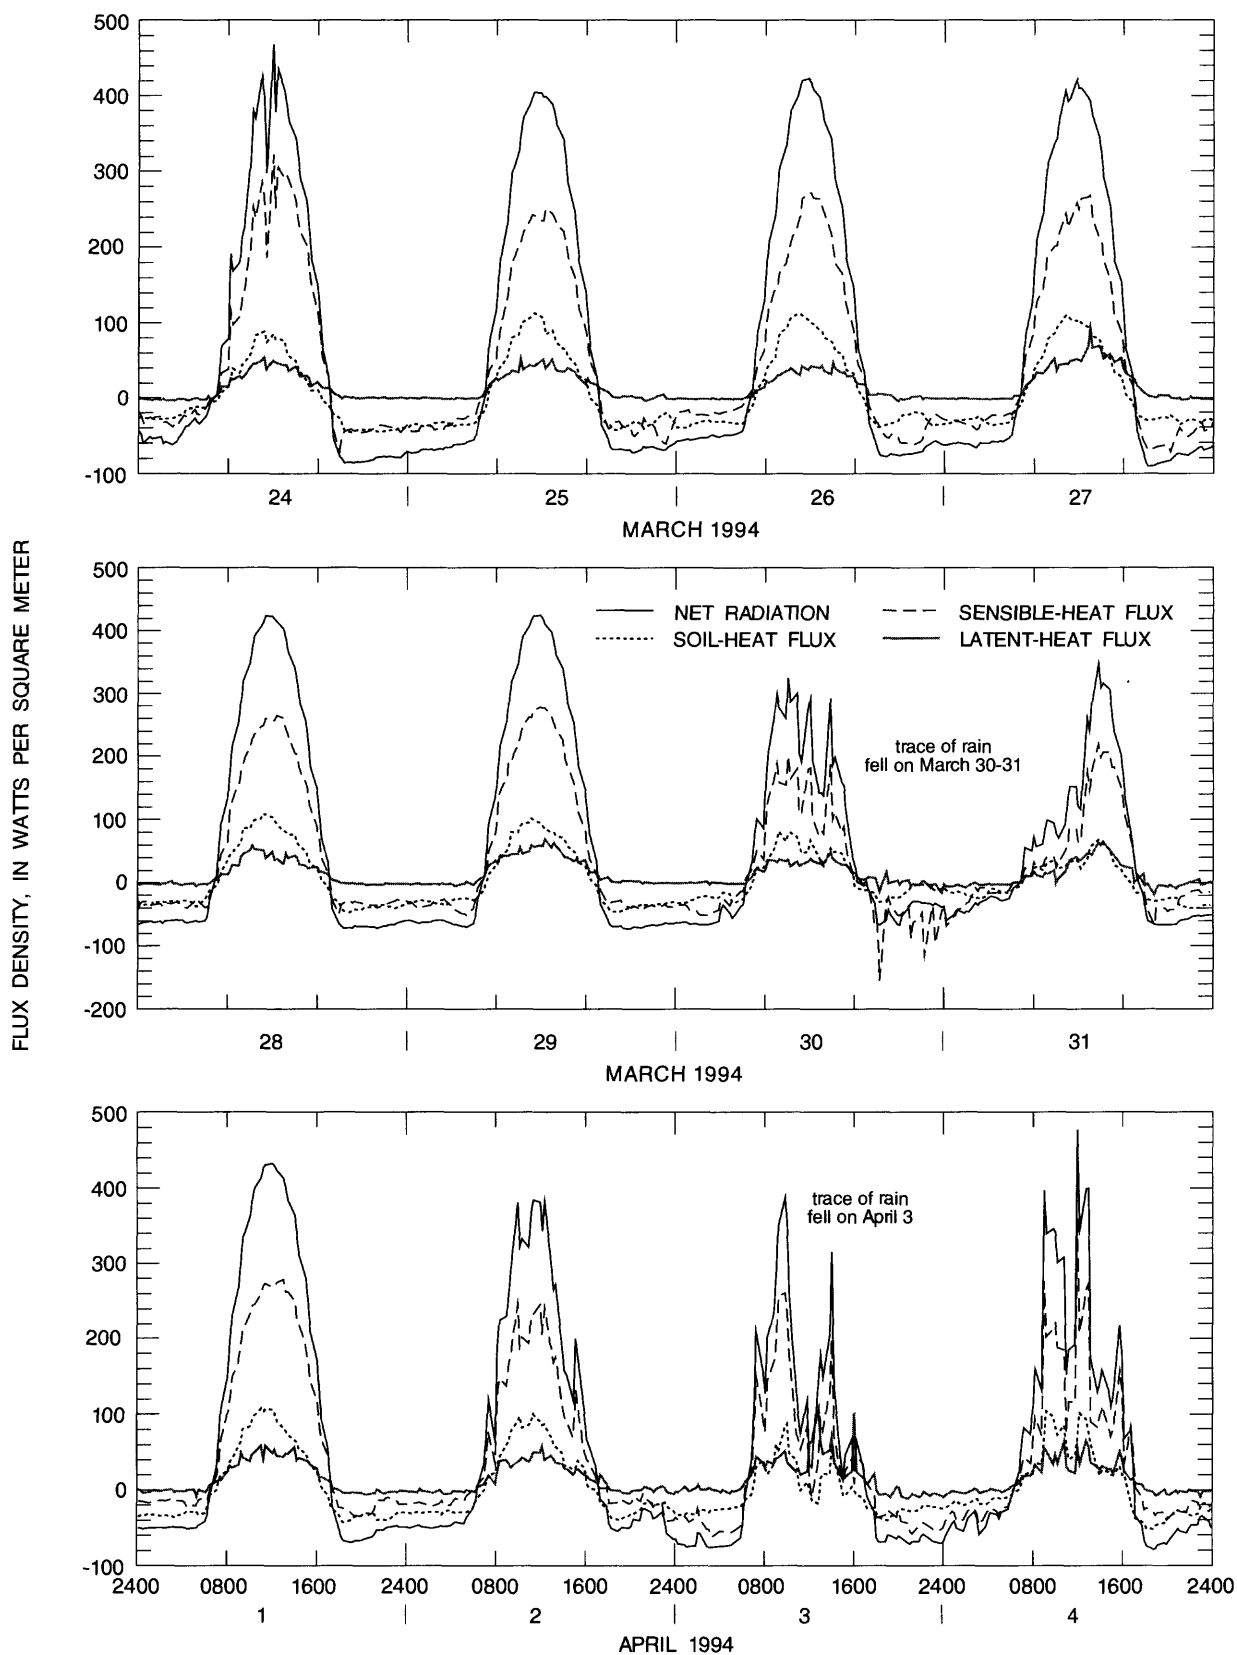 FLUX DENSITY, IN WATTS PER SQUARE METER
500
400
300
200
100
0
-100
24 | 25 | 26 | 27
MARCH 1994
500
400
300
200
100
0
-100
-200
NET RADIATION
SENSIBLE-HEAT FLUX
SOIL-HEAT FLUX
LATENT-HEAT FLUX
trace of rain
fell on March 30-31
28 | 29 | 30 | 31
MARCH 1994
500
400
300
200
100
0
-100
trace of rain
fell on April 3
2400 0800 1600 2400 0800 1600 2400 0800 1600 2400 0800 1600 2400
1 | 2 | 3 | 4
APRIL 1994